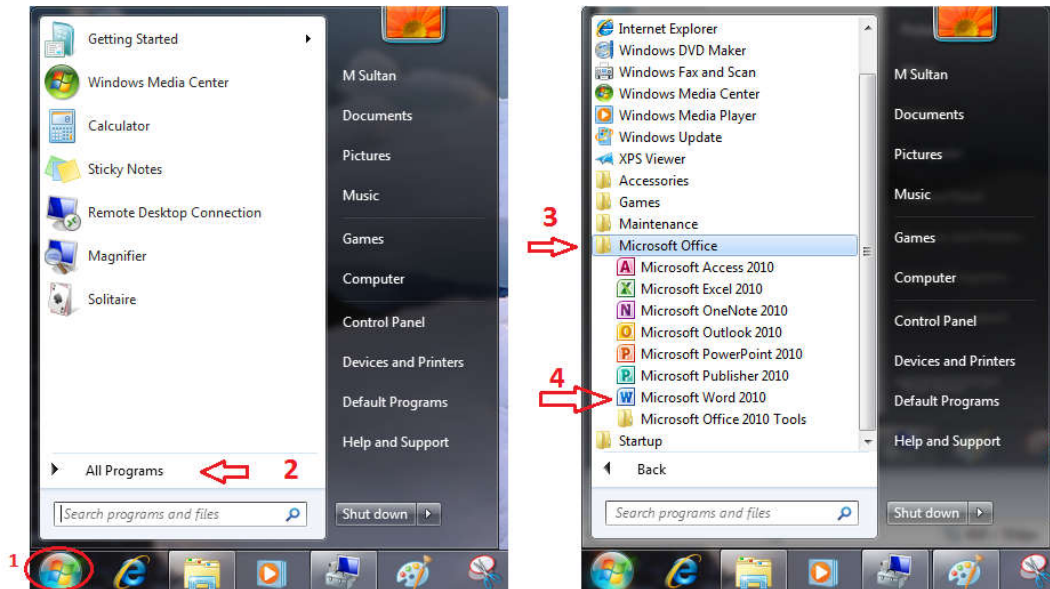 Getting Started
Windows Media Center
Calculator
Sticky Notes
Remote Desktop Connection
Magnifier
Solitaire
All Programs
2
Search programs and files
M Sultan
Documents
Pictures
Music
Games
Computer
Control Panel
Devices and Printers
Default Programs
Help and Support
Shut down
1
Internet Explorer
Windows DVD Maker
Windows Fax and Scan
Windows Media Center
Windows Media Player
Windows Update
XPS Viewer
Accessories
Games
Maintenance
3
Microsoft Office
Microsoft Access 2010
Microsoft Excel 2010
Microsoft OneNote 2010
Microsoft Outlook 2010
Microsoft PowerPoint 2010
Microsoft Publisher 2010
4
Microsoft Word 2010
Microsoft Office 2010 Tools
Startup
Back
Search programs and files
M Sultan
Documents
Pictures
Music
Games
Computer
Control Panel
Devices and Printers
Default Programs
Help and Support
Shut down